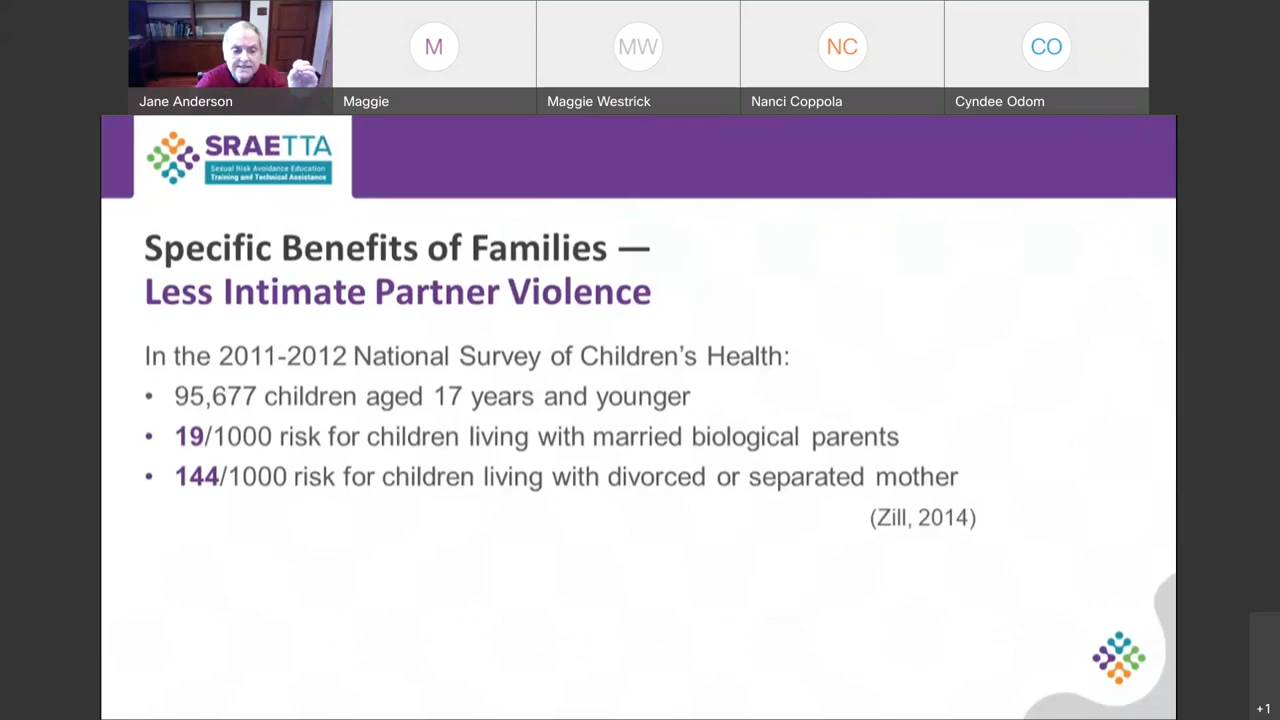 M
MW
NC
CO
Jane Anderson
Maggie
Maggie Westrick
Nanci Coppola
Cyndee Odom
SRAETTA
Sexual Risk Avoidance Education
Training and Technical Assistance
Specific Benefits of Families —
Less Intimate Partner Violence
In the 2011-2012 National Survey of Children's Health:
• 95,677 children aged 17 years and younger
• 19/1000 risk for children living with married biological parents
• 144/1000 risk for children living with divorced or separated mother
(Zill, 2014)
+1